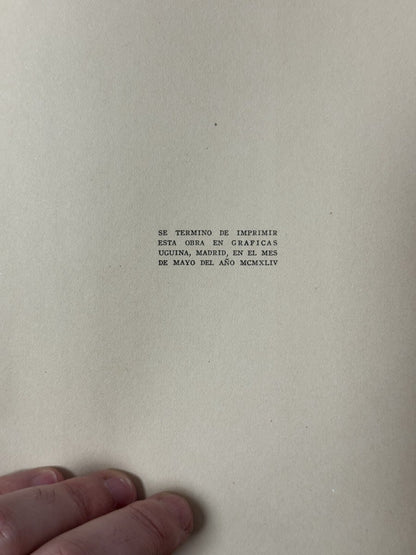 SE TERMINO DE IMPRIMIR
ESTA OBRA EN GRAFICAS
UGUINA, MADRID, EN EL MES
DE MAYO DEL AÑO MCMXLIV